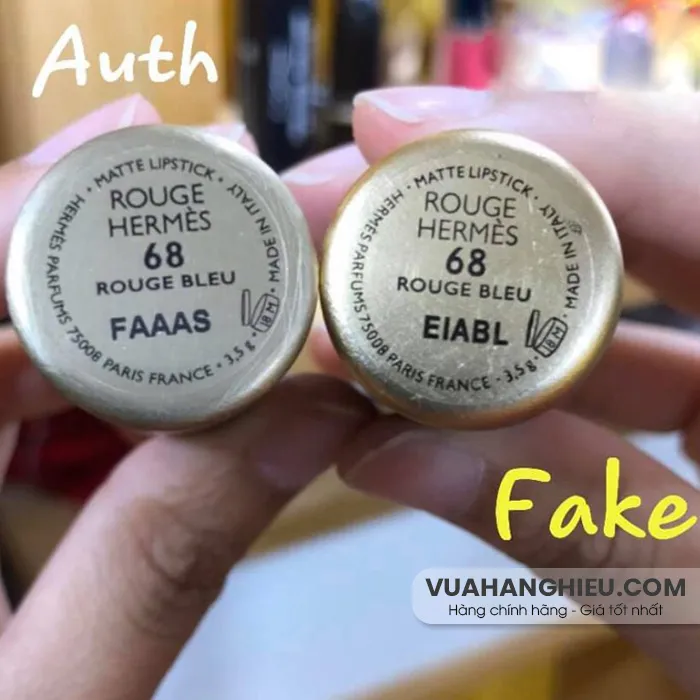 Auth
MATTE LIPSTICK • MADE IN ITALY
ROUGE
HERMÈS
68
ROUGE BLEU
FAAAS
18 M
HERMÈS PARFUMS 75008 PARIS FRANCE • 3,5 g •
MATTE LIPSTICK • MADE IN ITALY
ROUGE
HERMÈS
68
ROUGE BLEU
EIABL
18 M
HERMÈS PARFUMS 75008 PARIS FRANCE • 3,5 g •
Fake
VUAHANGHIEU.COM
Hàng chính hãng - Giá tốt nhất